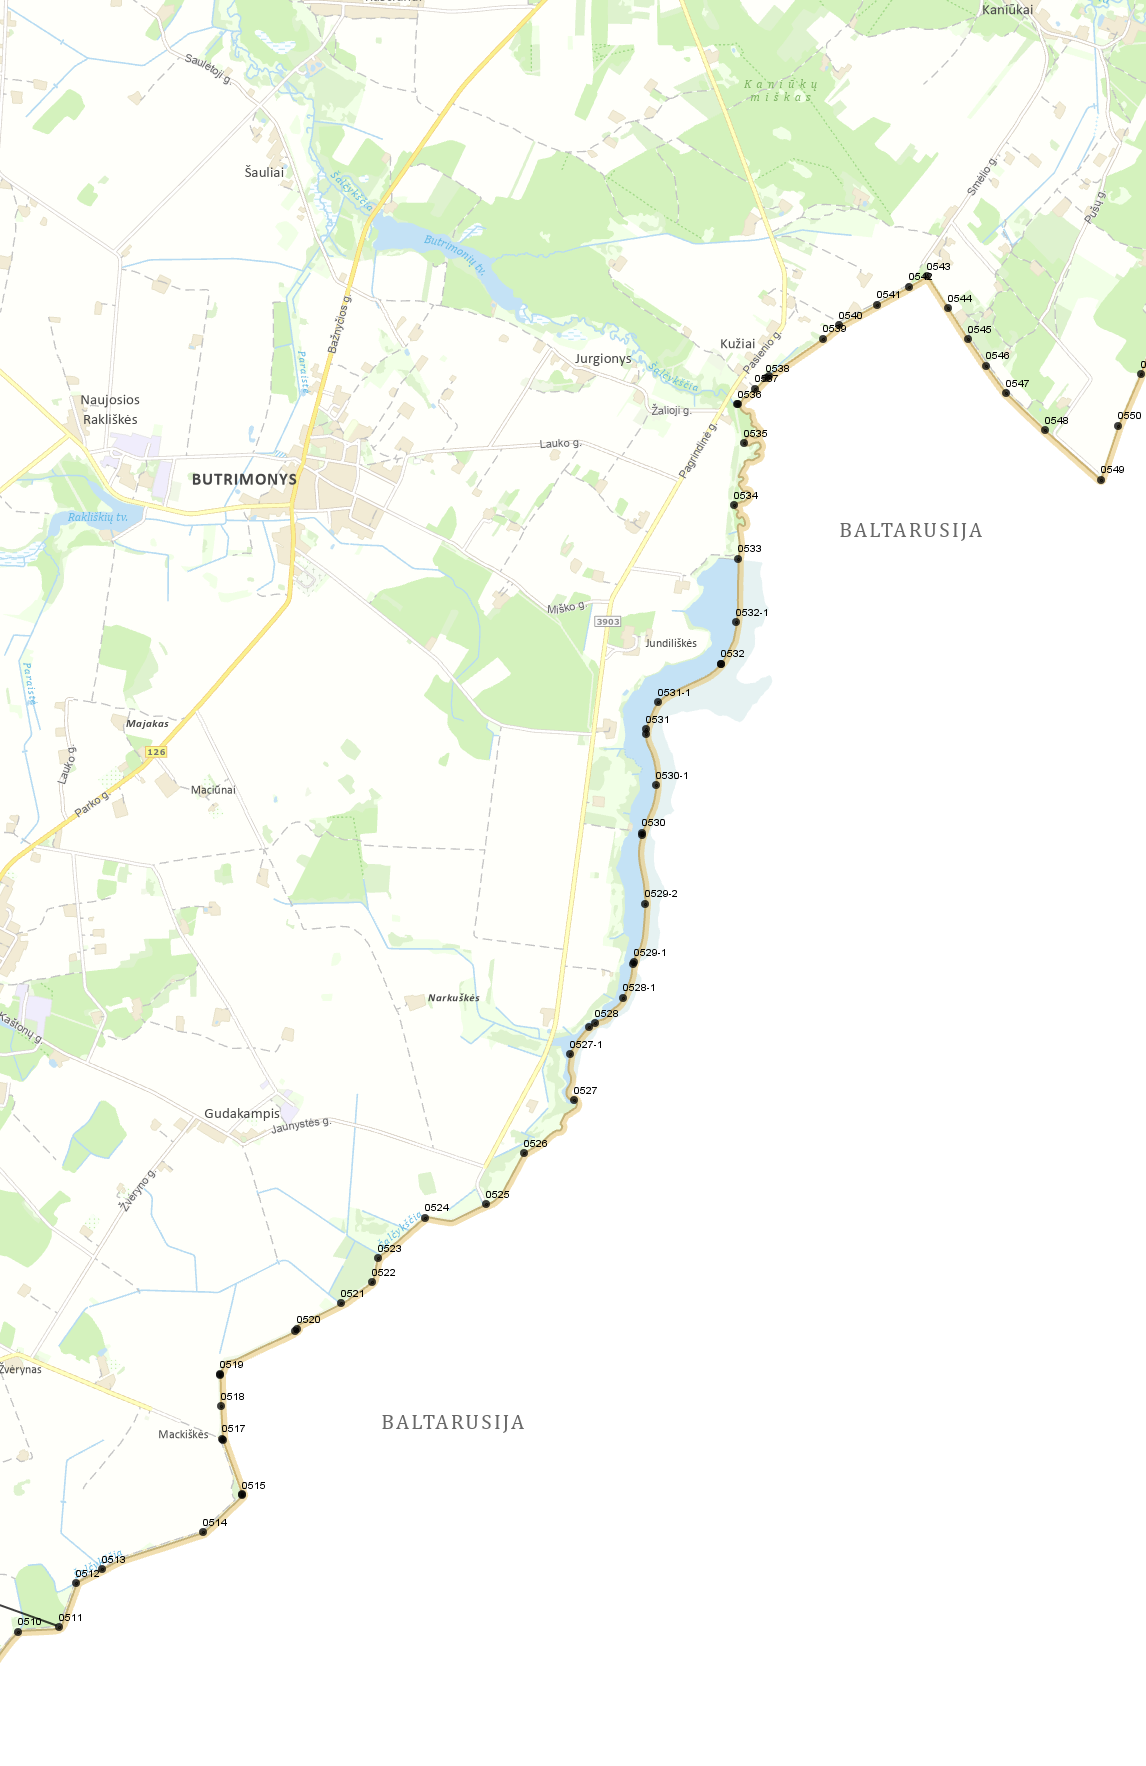 Kaniūkai
Saulėtoji g.
Kaniūkų
miškas
Šauliai
Šalčykščia
Smėlio g.
Pušų g.
Butrimonių tv.
0543
0542
0541
0544
0540
0539
0545
Bažnyčios g.
Paraistė
Kužiai
Pasienio g.
Jurgionys
0546
0538
0537
Šalčykščia
0547
0536
Naujosios
Rakliškės
Žalioji g.
0548
0550
0535
Lauko g.
Pagrindinė g.
0549
BUTRIMONYS
0534
Rakliškių tv.
BALTARUSIJA
0533
Miško g.
0532-1
3903
Jundiliškės
0532
Paraistė
0531-1
Majakas
0531
126
Lauko g.
0530-1
Maciūnai
Parko g.
0530
0529-2
0529-1
0528-1
Narkuškės
0528
Kaštonų g.
0527-1
0527
Gudakampis
Jaunystės g.
0526
Žvėryno g.
0525
0524
Šalčykščia
0523
0522
0521
0520
Žvėrynas
0519
0518
BALTARUSIJA
0517
Mackiškės
0515
0514
Šalčykščia
0513
0512
0511
0510